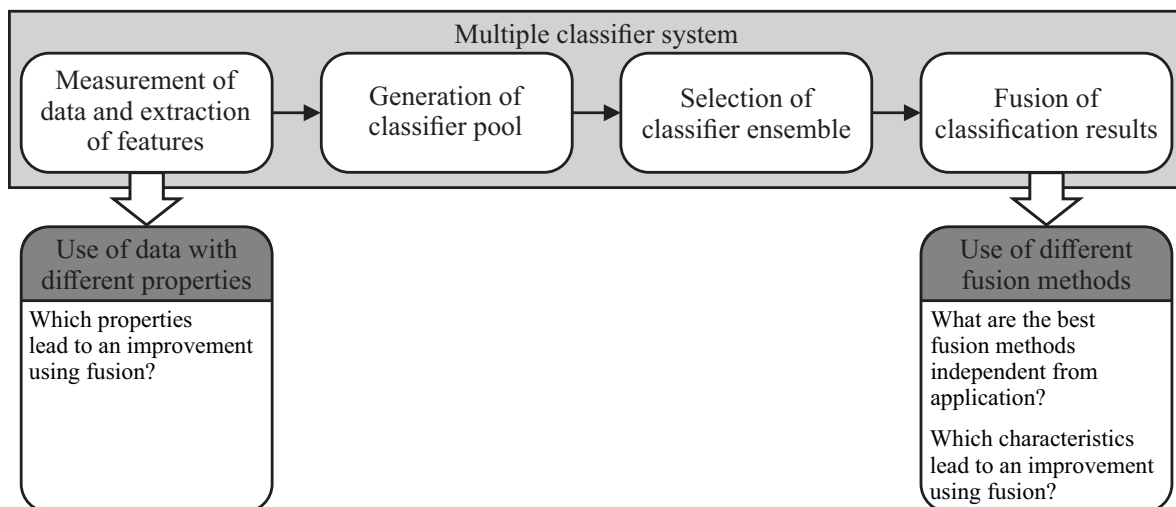 Multiple classifier system
Measurement of
data and extraction
of features
Generation of
classifier pool
Selection of
classifier ensemble
Fusion of
classification results
Use of data with
different properties
Which properties
lead to an improvement
using fusion?
Use of different
fusion methods
What are the best
fusion methods
independent from
application?
Which characteristics
lead to an improvement
using fusion?